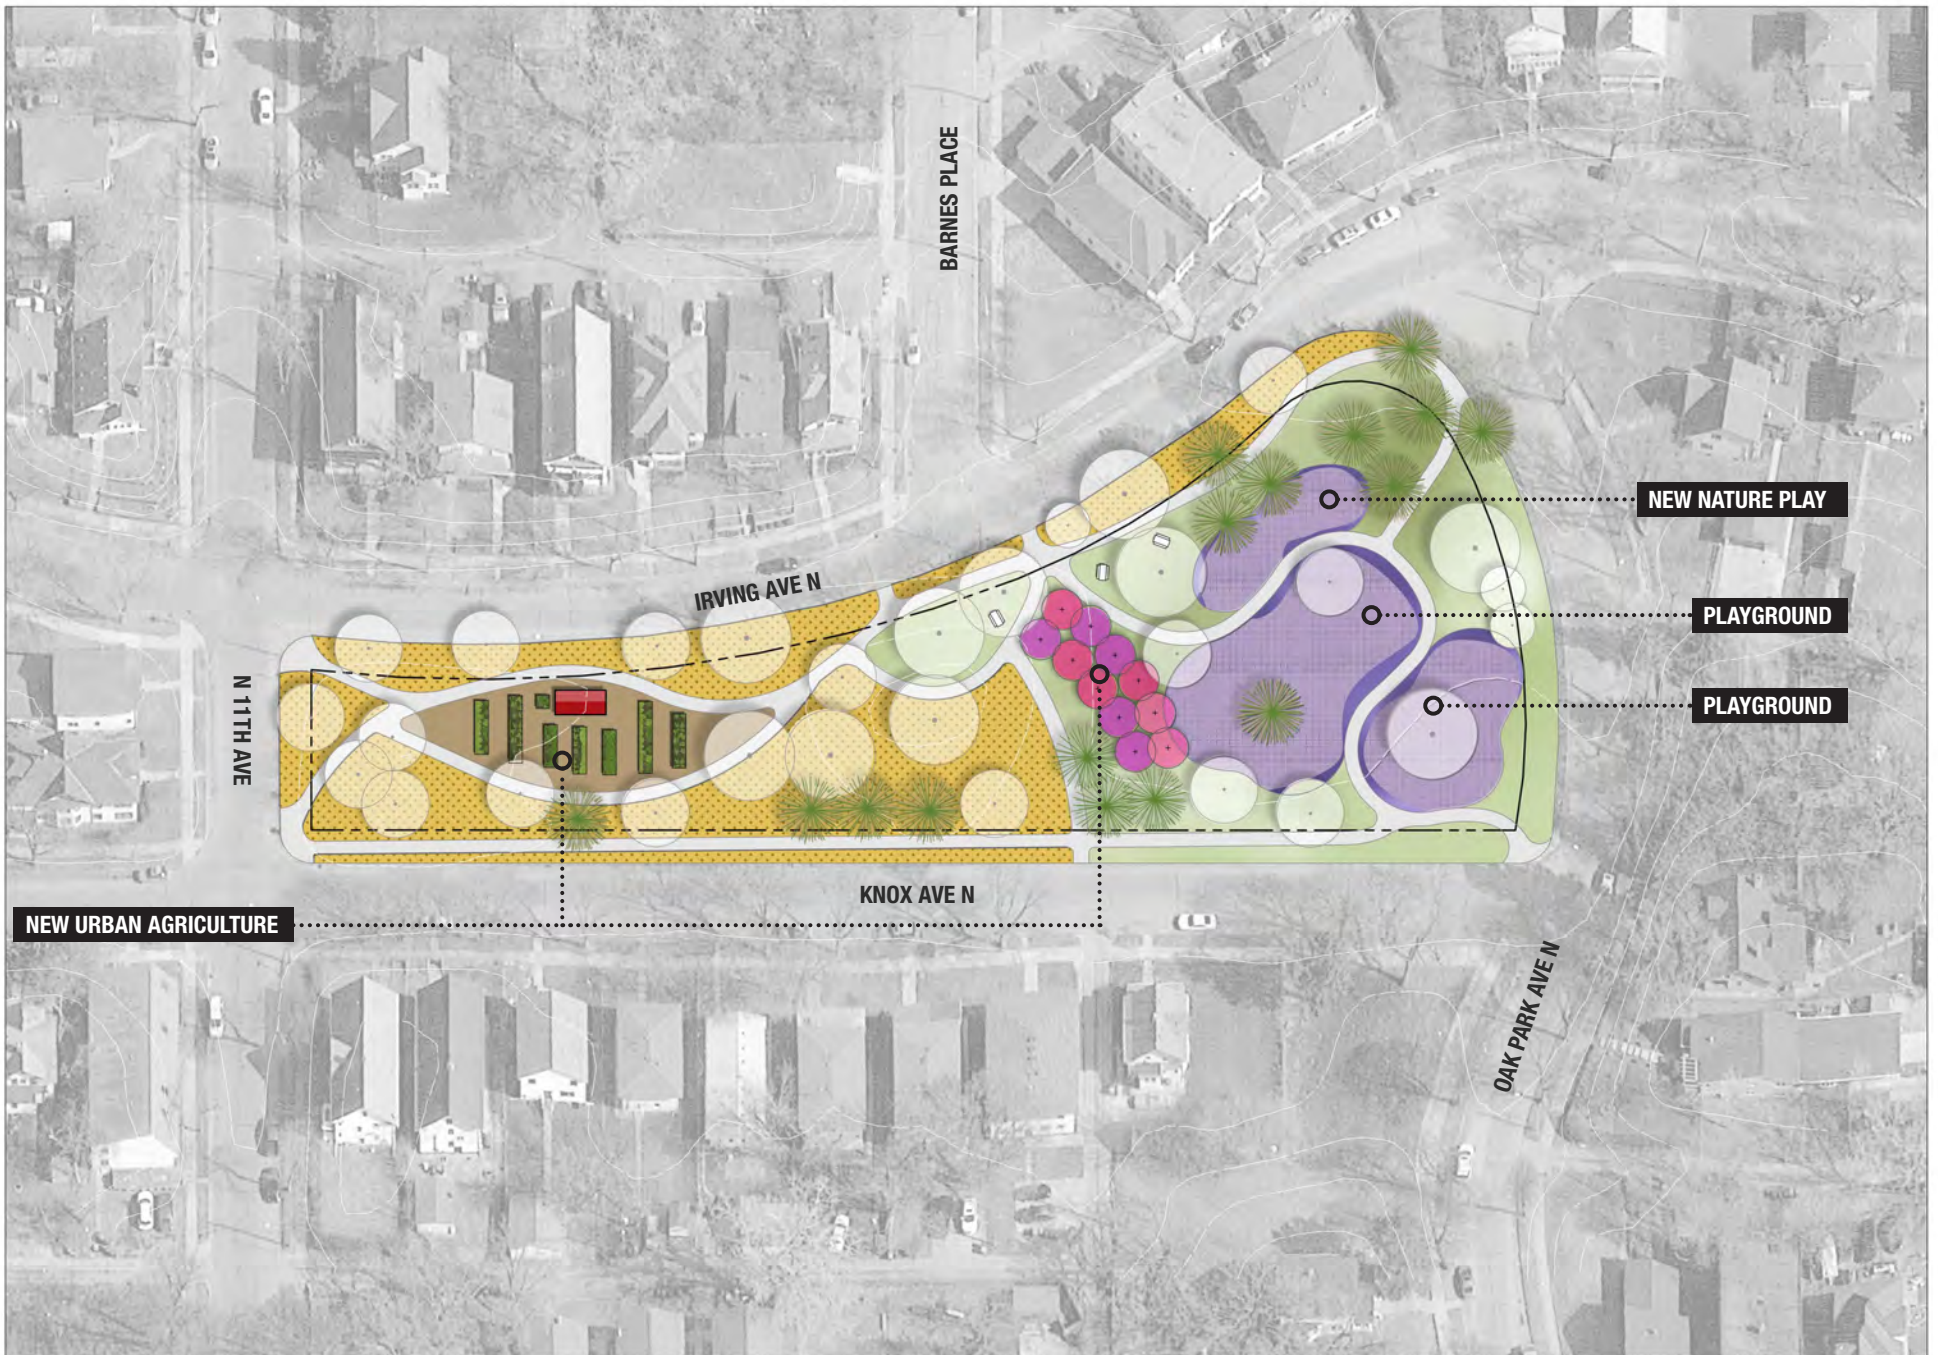 BARNES PLACE
NEW NATURE PLAY
IRVING AVE N
PLAYGROUND
N 11TH AVE
PLAYGROUND
KNOX AVE N
NEW URBAN AGRICULTURE
OAK PARK AVE N